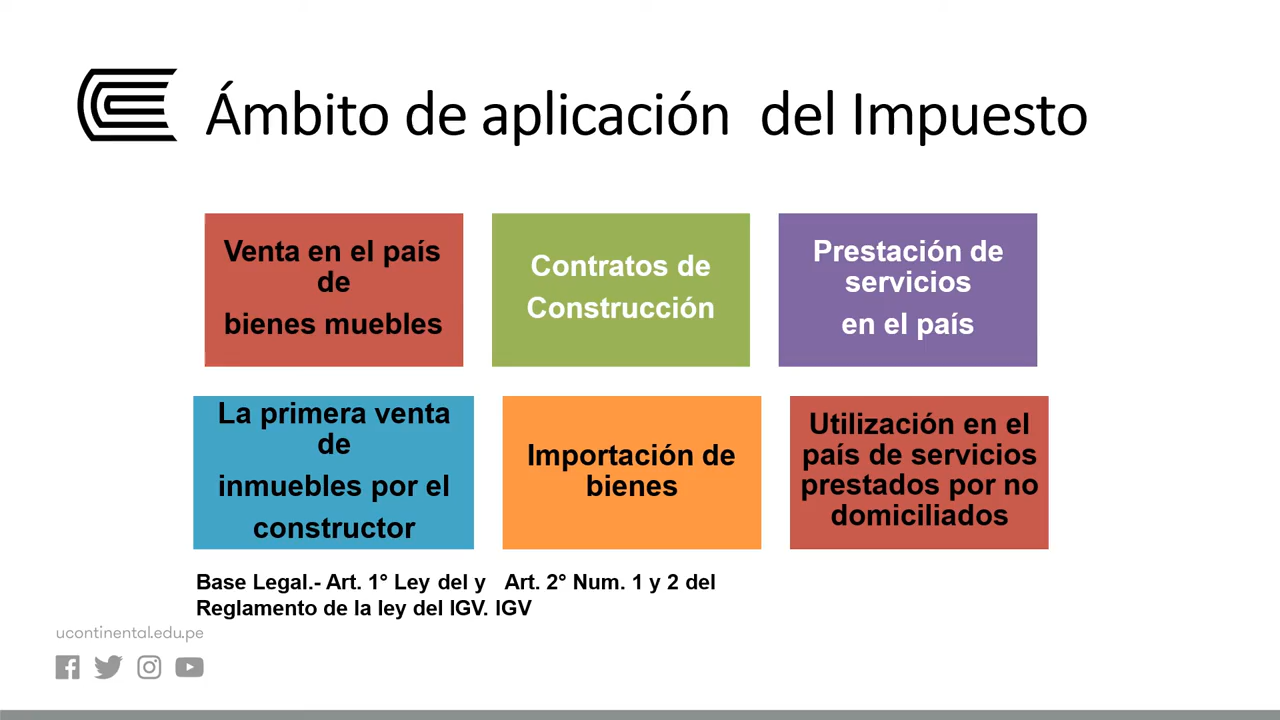 Ámbito de aplicación  del Impuesto
Venta en el país
de
bienes muebles
Contratos de
Construcción
Prestación de
servicios
en el país
La primera venta
de
inmuebles por el
constructor
Importación de
bienes
Utilización en el
país de servicios
prestados por no
domiciliados
Base Legal.- Art. 1° Ley del y   Art. 2° Num. 1 y 2 del
Reglamento de la ley del IGV. IGV
ucontinental.edu.pe